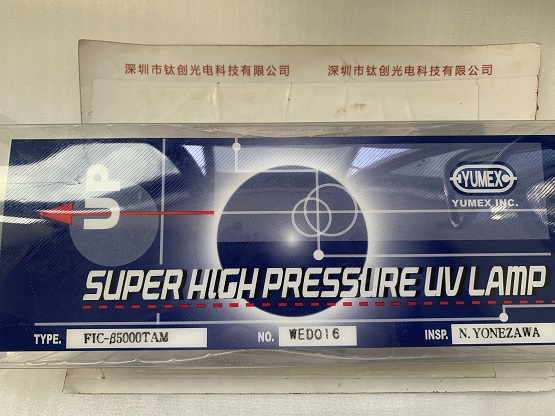 深圳市钛创光电科技有限公司 深圳市钛创光电科技有限公司
UP
YUMEX
YUMEX INC.
SUPER HIGH PRESSURE UV LAMP
TYPE. FIC-β5000TAM NO. WED016 INSP. N.YONEZAWA